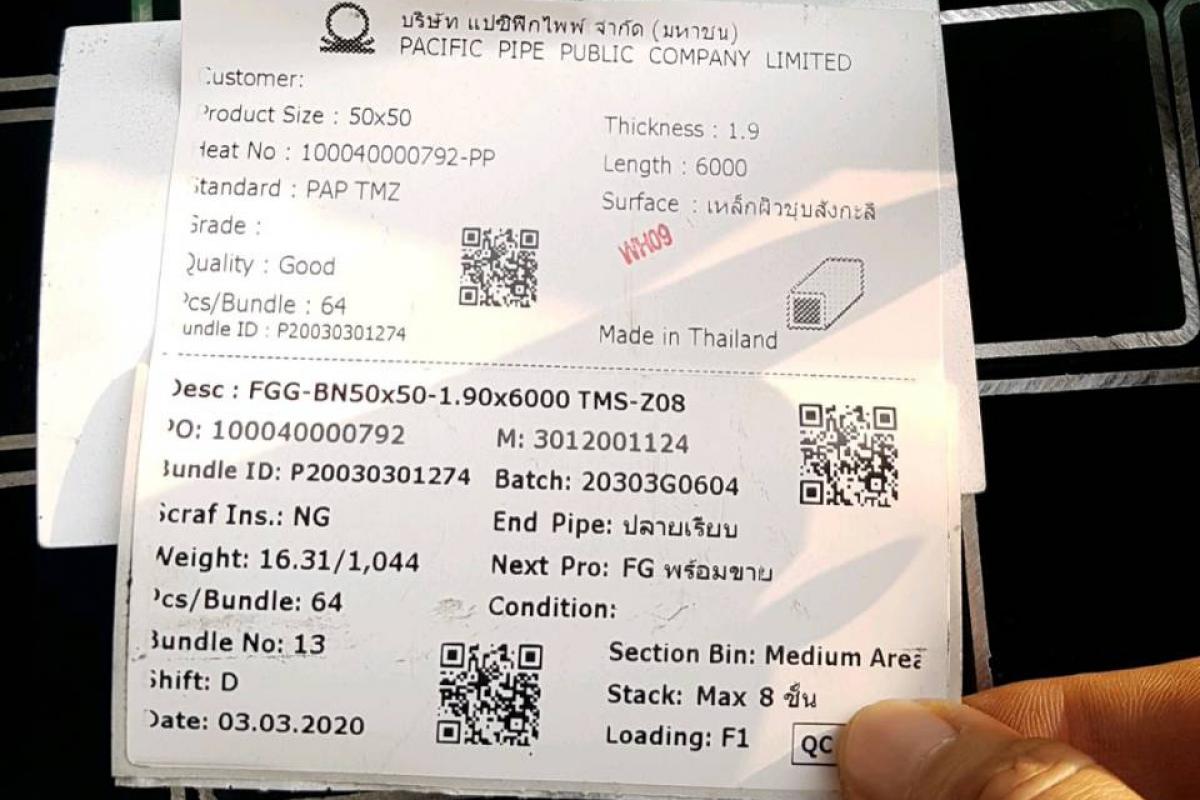 บริษัท แปซิฟิกไพพ์ จำกัด (มหาชน)
PACIFIC PIPE PUBLIC COMPANY LIMITED
Customer:
Product Size : 50x50
Thickness : 1.9
Heat No : 100040000792-PP
Length : 6000
Standard : PAP TMZ
Surface : เหล็กผิวชุบสังกะสี
Grade :
WH09
Quality : Good
Pcs/Bundle : 64
Bundle ID : P20030301274
Made in Thailand
Desc : FGG-BN50x50-1.90x6000 TMS-Z08
PO: 100040000792
M: 3012001124
Bundle ID: P20030301274
Batch: 20303G0604
Scraf Ins.: NG
End Pipe: ปลายเรียบ
Weight: 16.31/1,044
Next Pro: FG พร้อมขาย
Pcs/Bundle: 64
Condition:
Bundle No: 13
Section Bin: Medium Area
Shift: D
Stack: Max 8 ชั้น
Date: 03.03.2020
Loading: F1
QC